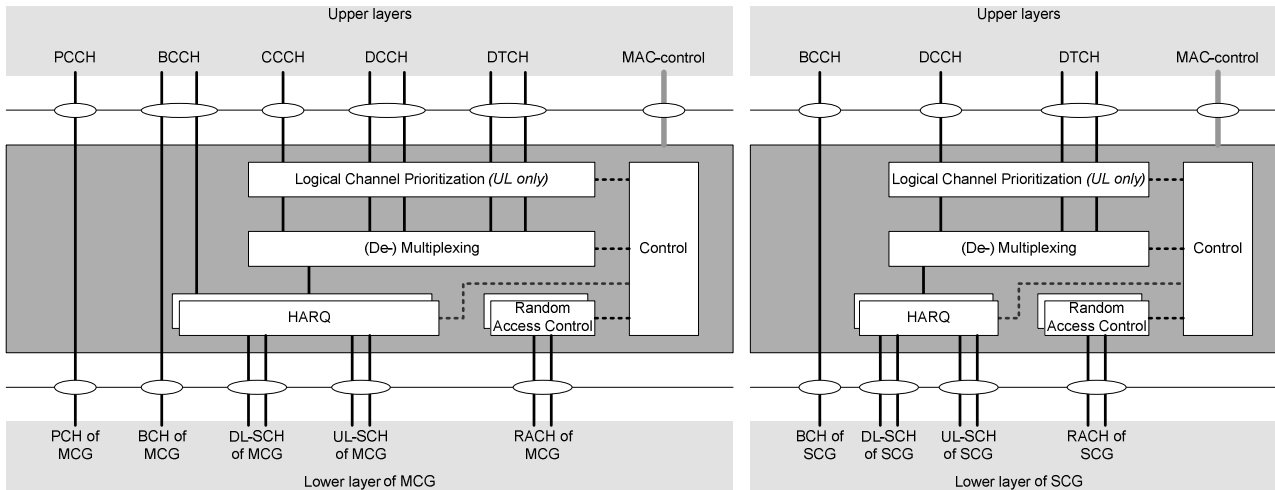 Upper layers
PCCH BCCH CCCH DCCH DTCH MAC-control
Logical Channel Prioritization (UL only)
(De-) Multiplexing
Control
HARQ
Random
Access Control
PCH of
MCG
BCH of
MCG
DL-SCH
of MCG
UL-SCH
of MCG
RACH of
MCG
Lower layer of MCG
Upper layers
BCCH DCCH DTCH MAC-control
Logical Channel Prioritization (UL only)
(De-) Multiplexing
Control
HARQ
Random
Access Control
BCH of
SCG
DL-SCH
of SCG
UL-SCH
of SCG
RACH of
SCG
Lower layer of SCG